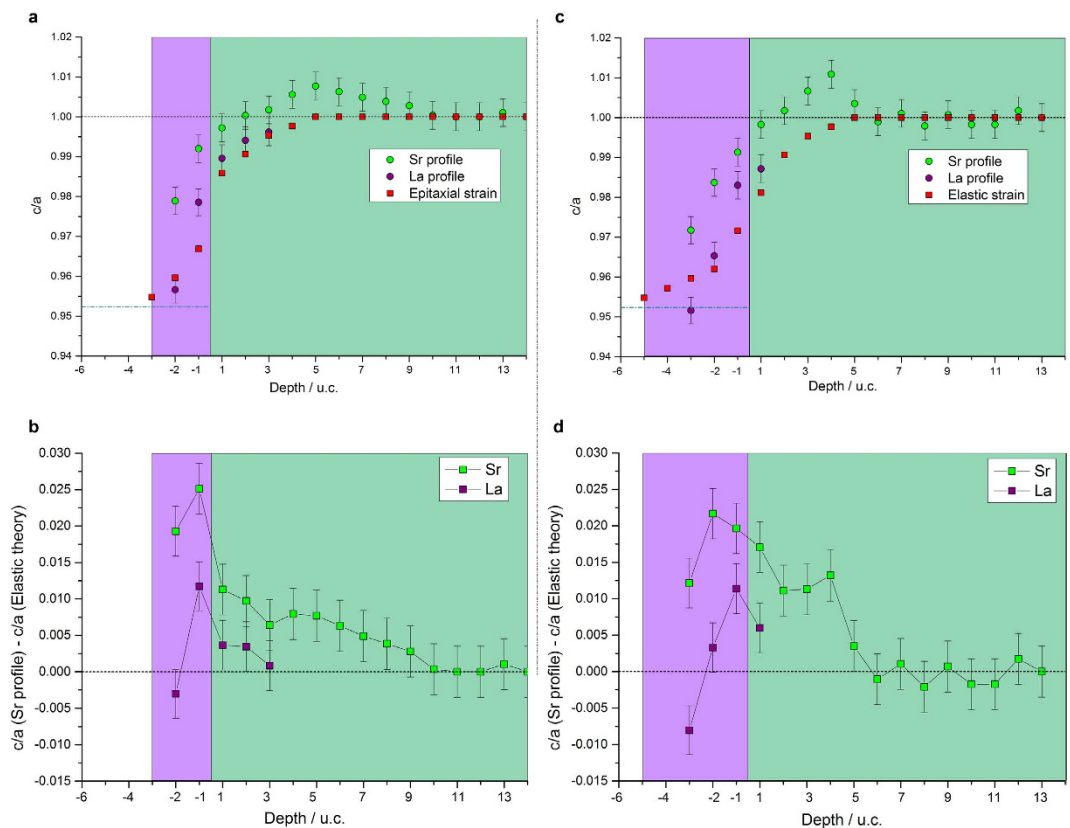 a
1.02
1.01
1.00
0.99
0.98
0.97
0.96
0.95
0.94
c/a
Sr profile
La profile
Epitaxial strain
-6 -4 -2 -1 1 3 5 7 9 11 13
Depth / u.c.
c
1.02
1.01
1.00
0.99
0.98
0.97
0.96
0.95
0.94
c/a
Sr profile
La profile
Elastic strain
-6 -4 -2 -1 1 3 5 7 9 11 13
Depth / u.c.
b
0.030
0.025
0.020
0.015
0.010
0.005
0.000
-0.005
-0.010
-0.015
c/a (Sr profile) - c/a (Elastic theory)
Sr
La
-6 -4 -2 -1 1 3 5 7 9 11 13
Depth / u.c.
d
0.030
0.025
0.020
0.015
0.010
0.005
0.000
-0.005
-0.010
-0.015
c/a (Sr profile) - c/a (Elastic theory)
Sr
La
-6 -4 -2 -1 1 3 5 7 9 11 13
Depth / u.c.